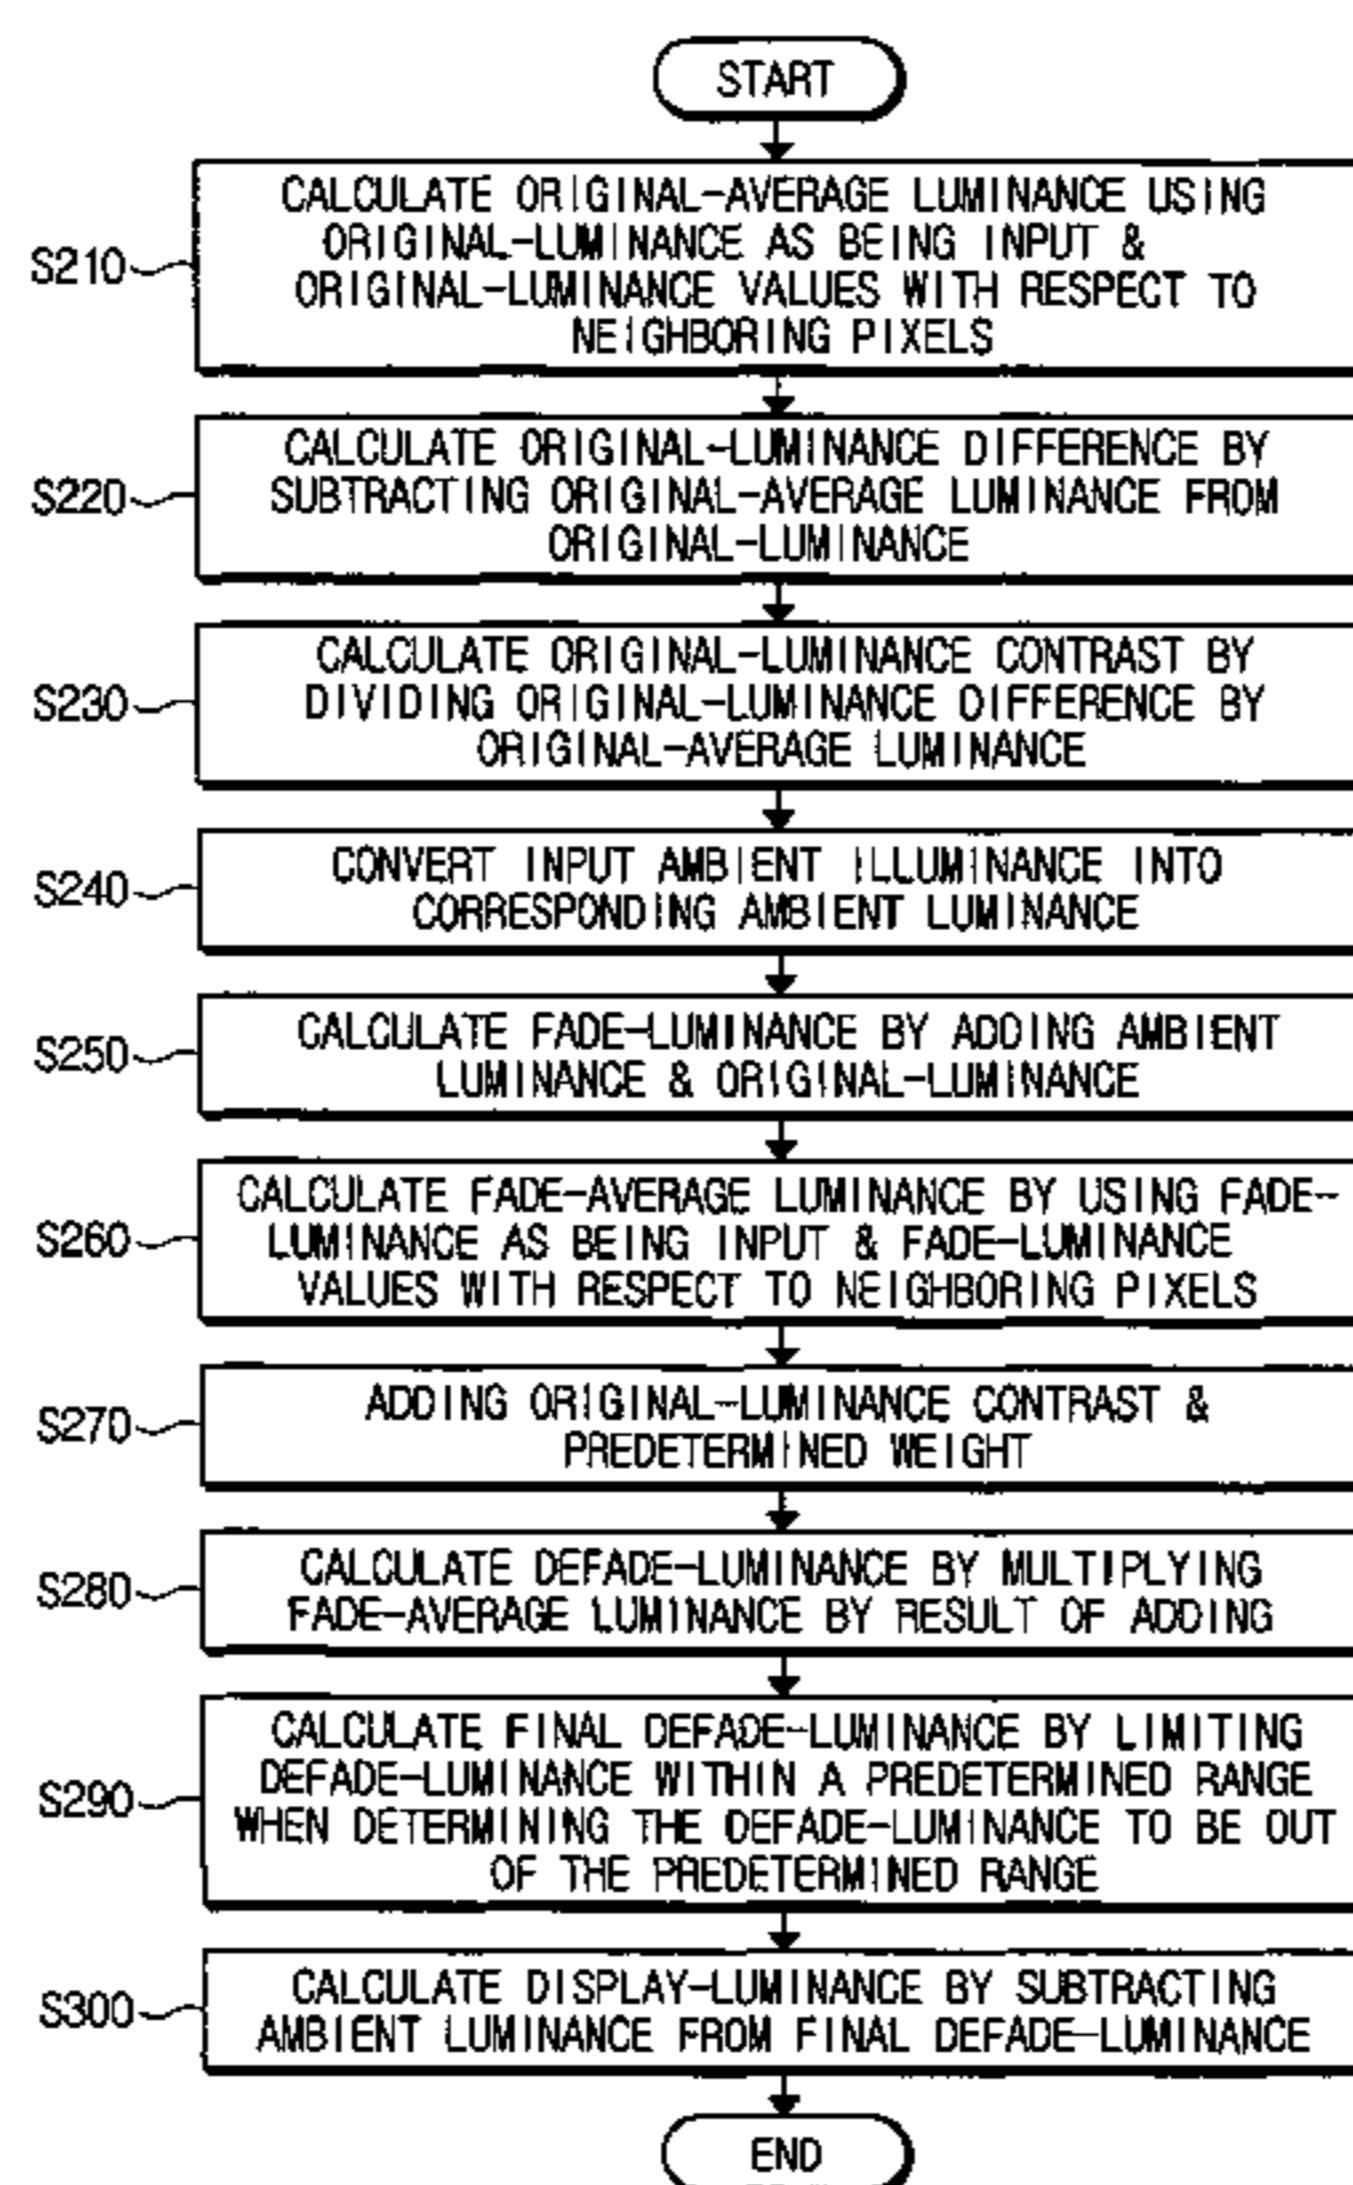 START
S210
CALCULATE ORIGINAL-AVERAGE LUMINANCE USING
ORIGINAL-LUMINANCE AS BEING INPUT &
ORIGINAL-LUMINANCE VALUES WITH RESPECT TO
NEIGHBORING PIXELS
S220
CALCULATE ORIGINAL-LUMINANCE DIFFERENCE BY
SUBTRACTING ORIGINAL-AVERAGE LUMINANCE FROM
ORIGINAL-LUMINANCE
S230
CALCULATE ORIGINAL-LUMINANCE CONTRAST BY
DIVIDING ORIGINAL-LUMINANCE DIFFERENCE BY
ORIGINAL-AVERAGE LUMINANCE
S240
CONVERT INPUT AMBIENT ILLUMINANCE INTO
CORRESPONDING AMBIENT LUMINANCE
S250
CALCULATE FADE-LUMINANCE BY ADDING AMBIENT
LUMINANCE & ORIGINAL-LUMINANCE
S260
CALCULATE FADE-AVERAGE LUMINANCE BY USING FADE-
LUMINANCE AS BEING INPUT & FADE-LUMINANCE
VALUES WITH RESPECT TO NEIGHBORING PIXELS
S270
ADDING ORIGINAL-LUMINANCE CONTRAST &
PREDETERMINED WEIGHT
S280
CALCULATE DEFADE-LUMINANCE BY MULTIPLYING
FADE-AVERAGE LUMINANCE BY RESULT OF ADDING
S290
CALCULATE FINAL DEFADE-LUMINANCE BY LIMITING
DEFADE-LUMINANCE WITHIN A PREDETERMINED RANGE
WHEN DETERMINING THE DEFADE-LUMINANCE TO BE OUT
OF THE PREDETERMINED RANGE
S300
CALCULATE DISPLAY-LUMINANCE BY SUBTRACTING
AMBIENT LUMINANCE FROM FINAL DEFADE-LUMINANCE
END